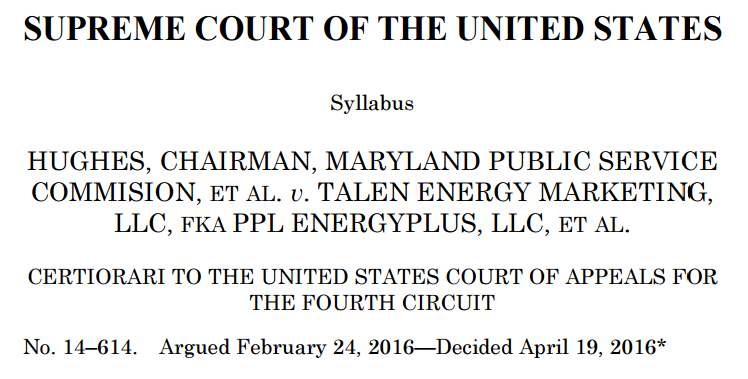 SUPREME COURT OF THE UNITED STATES
Syllabus
HUGHES, CHAIRMAN, MARYLAND PUBLIC SERVICE
COMMISION, ET AL. v. TALEN ENERGY MARKETING,
LLC, FKA PPL ENERGYPLUS, LLC, ET AL.
CERTIORARI TO THE UNITED STATES COURT OF APPEALS FOR
THE FOURTH CIRCUIT
No. 14–614. Argued February 24, 2016—Decided April 19, 2016*